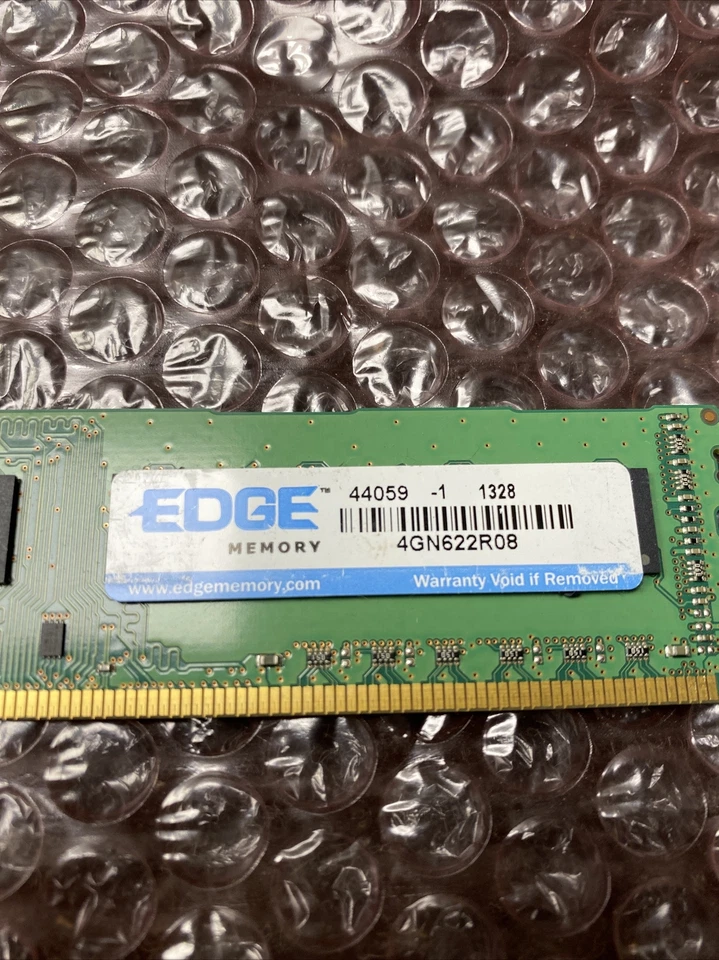 EDGE™ 44059 -1 1328
MEMORY 4GN622R08
www.edgememory.com Warranty Void if Removed